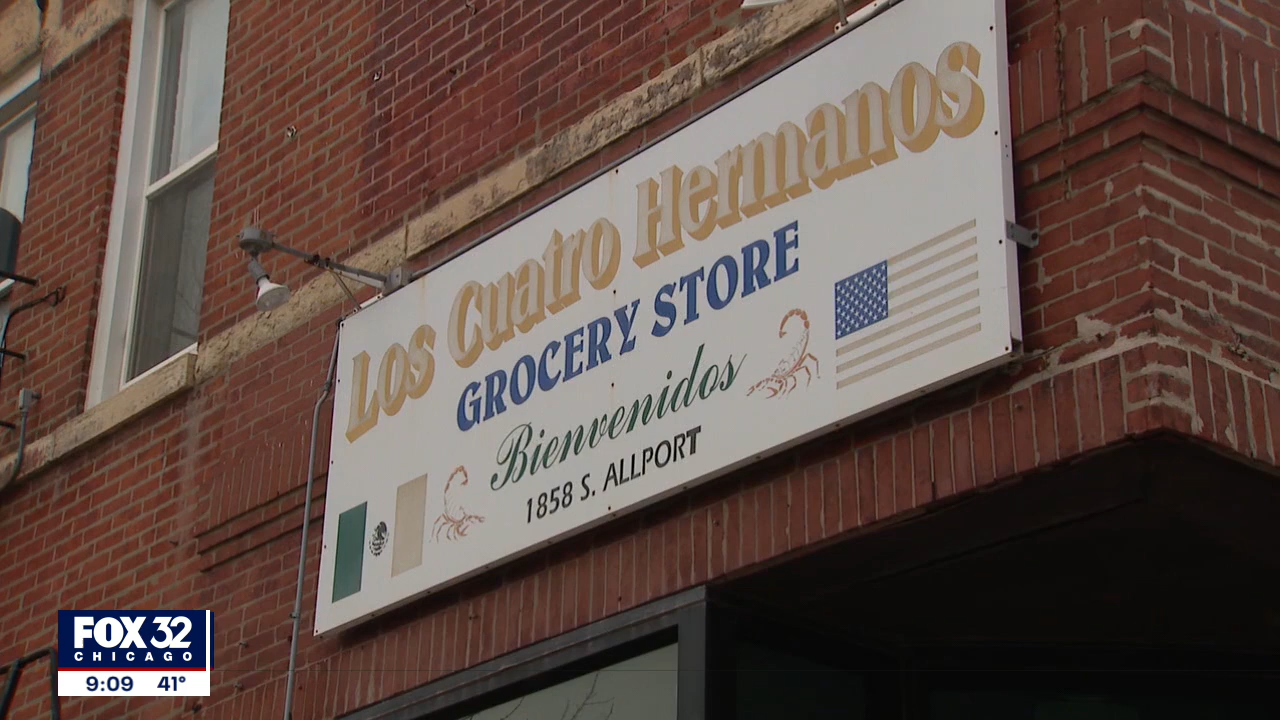 Los Cuatro Hermanos
GROCERY STORE
Bienvenidos
1858 S. ALLPORT
FOX 32
CHICAGO
9:09 41°